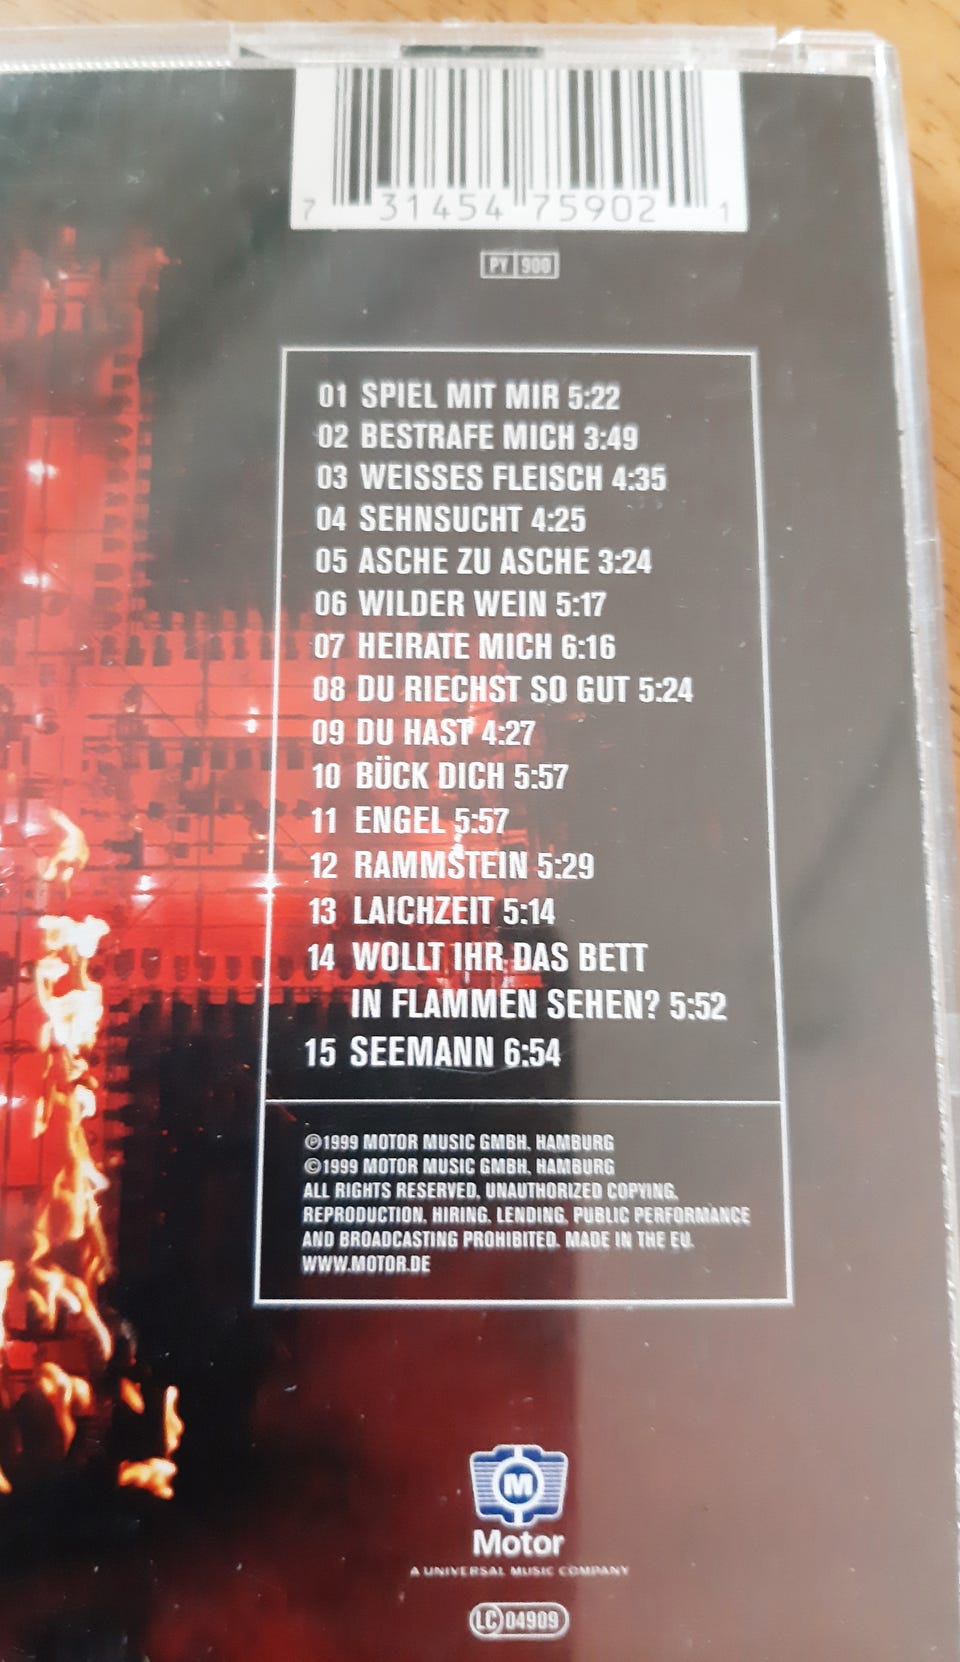 7 31454 75902 1
PY 900
01 SPIEL MIT MIR 5:22
02 BESTRAFE MICH 3:49
03 WEISSES FLEISCH 4:35
04 SEHNSUCHT 4:25
05 ASCHE ZU ASCHE 3:24
06 WILDER WEIN 5:17
07 HEIRATE MICH 6:16
08 DU RIECHST SO GUT 5:24
09 DU HAST 4:27
10 BÜCK DICH 5:57
11 ENGEL 5:57
12 RAMMSTEIN 5:29
13 LAICHZEIT 5:14
14 WOLLT IHR DAS BETT
IN FLAMMEN SEHEN? 5:52
15 SEEMANN 6:54
℗1999 MOTOR MUSIC GMBH, HAMBURG
©1999 MOTOR MUSIC GMBH, HAMBURG
ALL RIGHTS RESERVED, UNAUTHORIZED COPYING,
REPRODUCTION, HIRING, LENDING, PUBLIC PERFORMANCE
AND BROADCASTING PROHIBITED. MADE IN THE EU.
WWW.MOTOR.DE
M
Motor
A UNIVERSAL MUSIC COMPANY
LC 04909